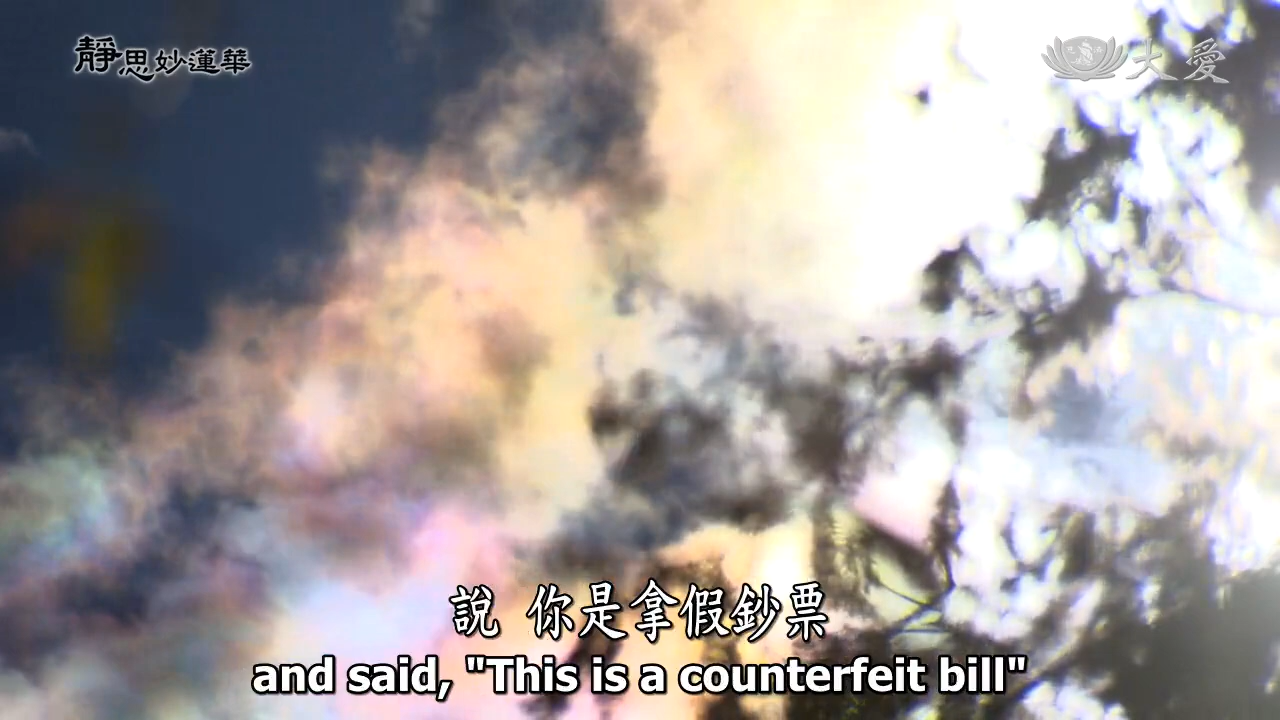 靜思妙蓮華
大愛
說 你是拿假鈔票
and said, "This is a counterfeit bill"